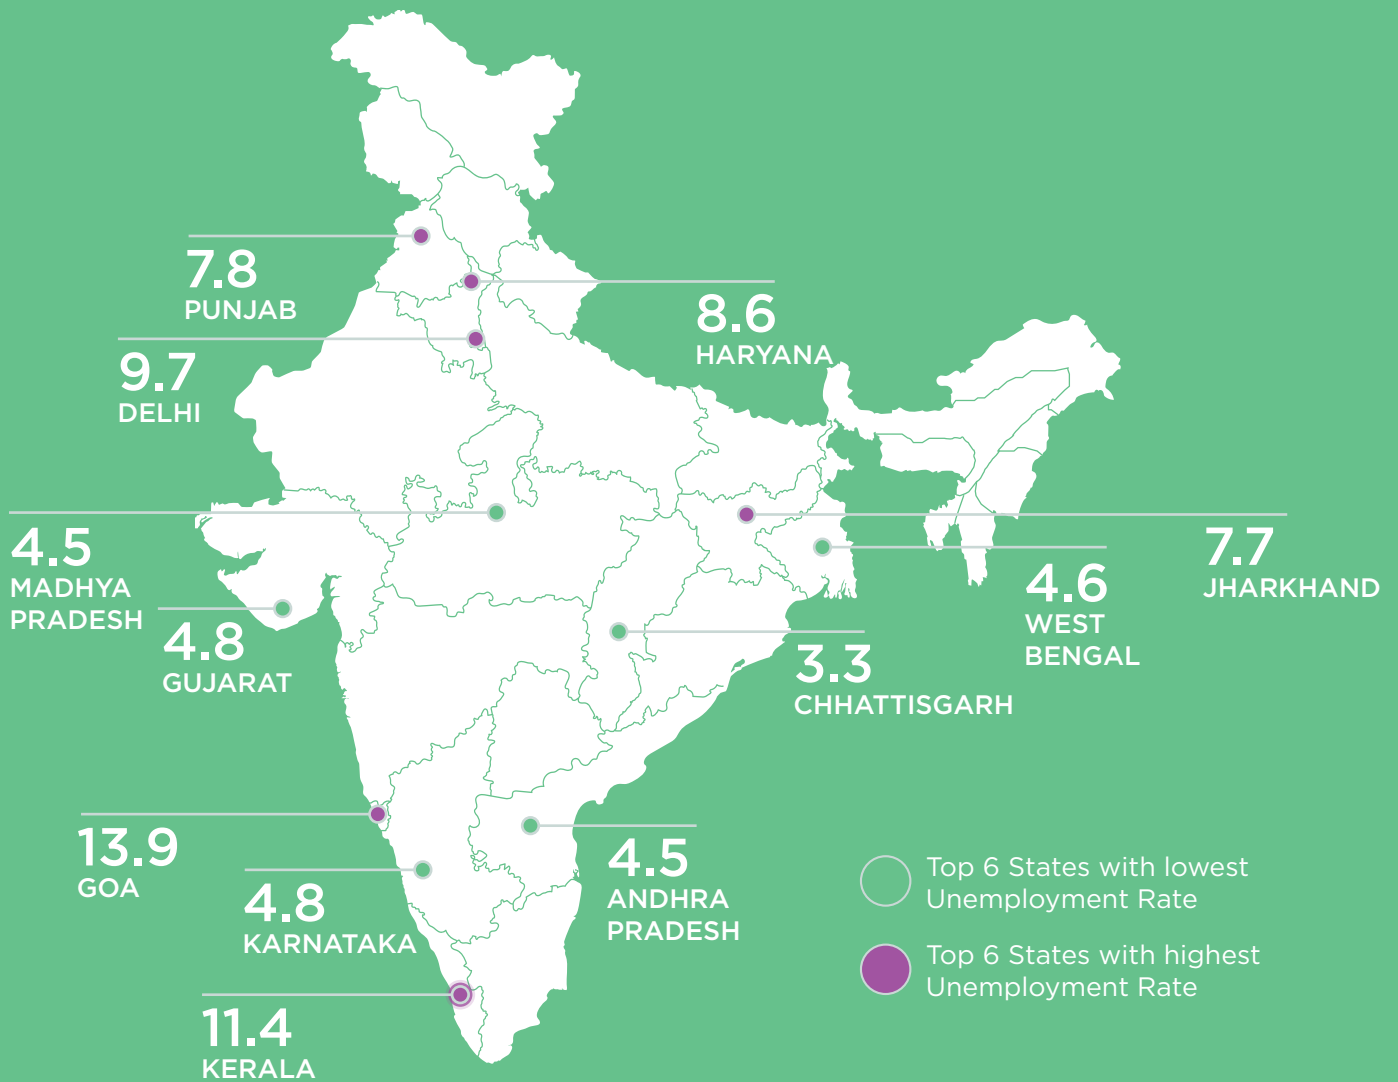 7.8
PUNJAB
8.6
HARYANA
9.7
DELHI
4.5
MADHYA
PRADESH
7.7
JHARKHAND
4.6
WEST
BENGAL
4.8
GUJARAT
3.3
CHHATTISGARH
13.9
GOA
4.5
ANDHRA
PRADESH
4.8
KARNATAKA
11.4
KERALA
Top 6 States with lowest
Unemployment Rate
Top 6 States with highest
Unemployment Rate